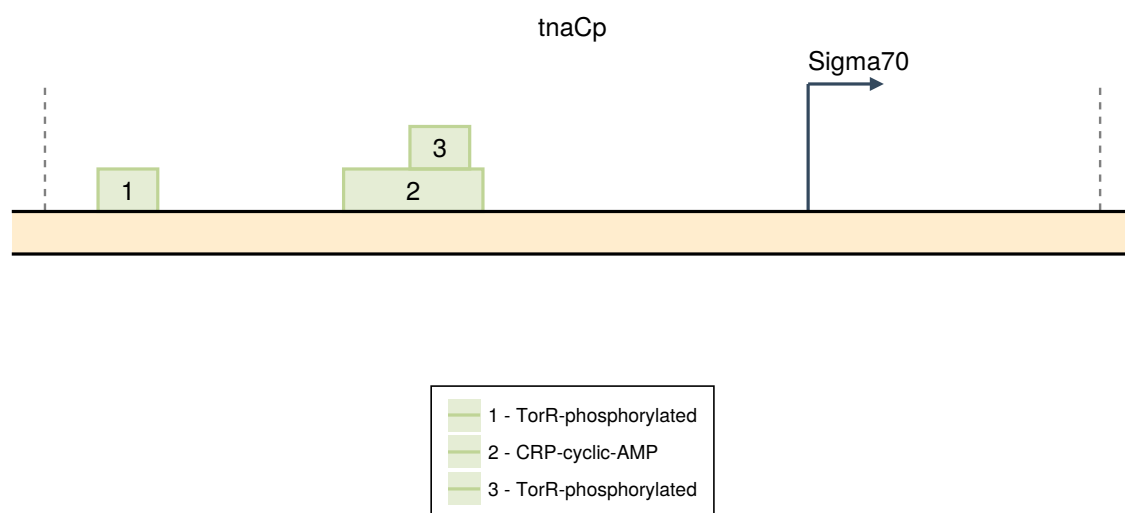 tnaCp
Sigma70
3
1
2
1 - TorR-phosphorylated
2 - CRP-cyclic-AMP
3 - TorR-phosphorylated